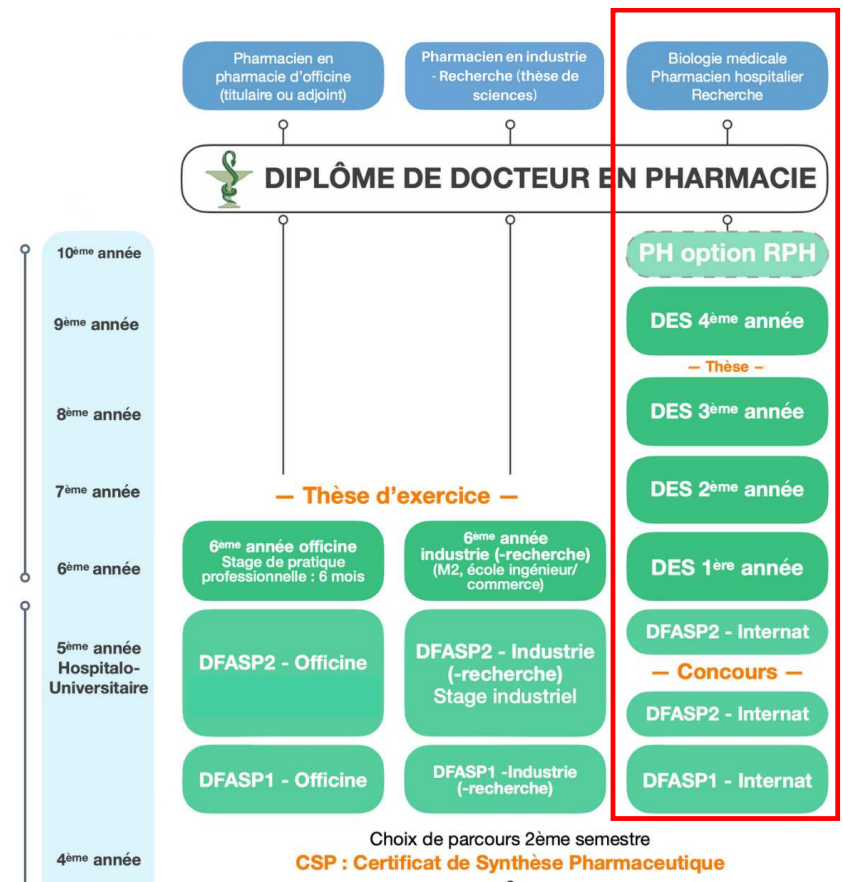 Pharmacien en
pharmacie d'officine
(titulaire ou adjoint)
Pharmacien en industrie
- Recherche (thèse de
sciences)
Biologie médicale
Pharmacien hospitalier
Recherche
DIPLÔME DE DOCTEUR EN PHARMACIE
10ème année
PH option RPH
9ème année
DES 4ème année
— Thèse –
8ème année
DES 3ème année
7ème année
— Thèse d'exercice —
DES 2ème année
6ème année
6ème année officine
Stage de pratique
professionnelle : 6 mois
6ème année
industrie (-recherche)
(M2, école ingénieur/
commerce)
DES 1ère année
5ème année
Hospitalo-
Universitaire
DFASP2 - Officine
DFASP2 - Industrie
(-recherche)
Stage industriel
DFASP2 - Internat
— Concours —
DFASP2 - Internat
DFASP1 - Officine
DFASP1 -Industrie
(-recherche)
DFASP1 - Internat
Choix de parcours 2ème semestre
4ème année
CSP : Certificat de Synthèse Pharmaceutique